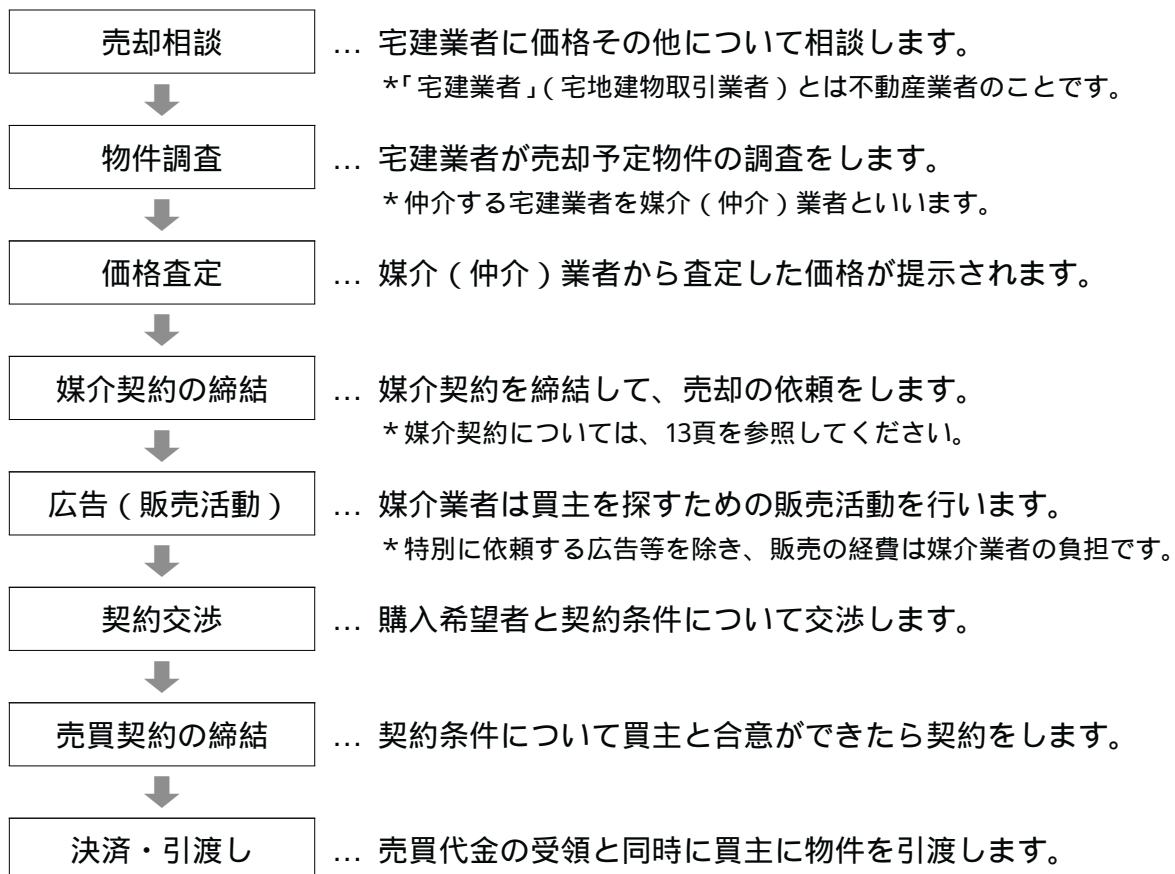 売却相談 … 宅建業者に価格その他について相談します。
*「宅建業者」(宅地建物取引業者)とは不動産業者のことです。
物件調査 … 宅建業者が売却予定物件の調査をします。
*仲介する宅建業者を媒介(仲介)業者といいます。
価格査定 … 媒介(仲介)業者から査定した価格が提示されます。
媒介契約の締結 … 媒介契約を締結して、売却の依頼をします。
*媒介契約については、13頁を参照してください。
広告(販売活動) … 媒介業者は買主を探すための販売活動を行います。
*特別に依頼する広告等を除き、販売の経費は媒介業者の負担です。
契約交渉 … 購入希望者と契約条件について交渉します。
売買契約の締結 … 契約条件について買主と合意ができたら契約をします。
決済・引渡し … 売買代金の受領と同時に買主に物件を引渡します。